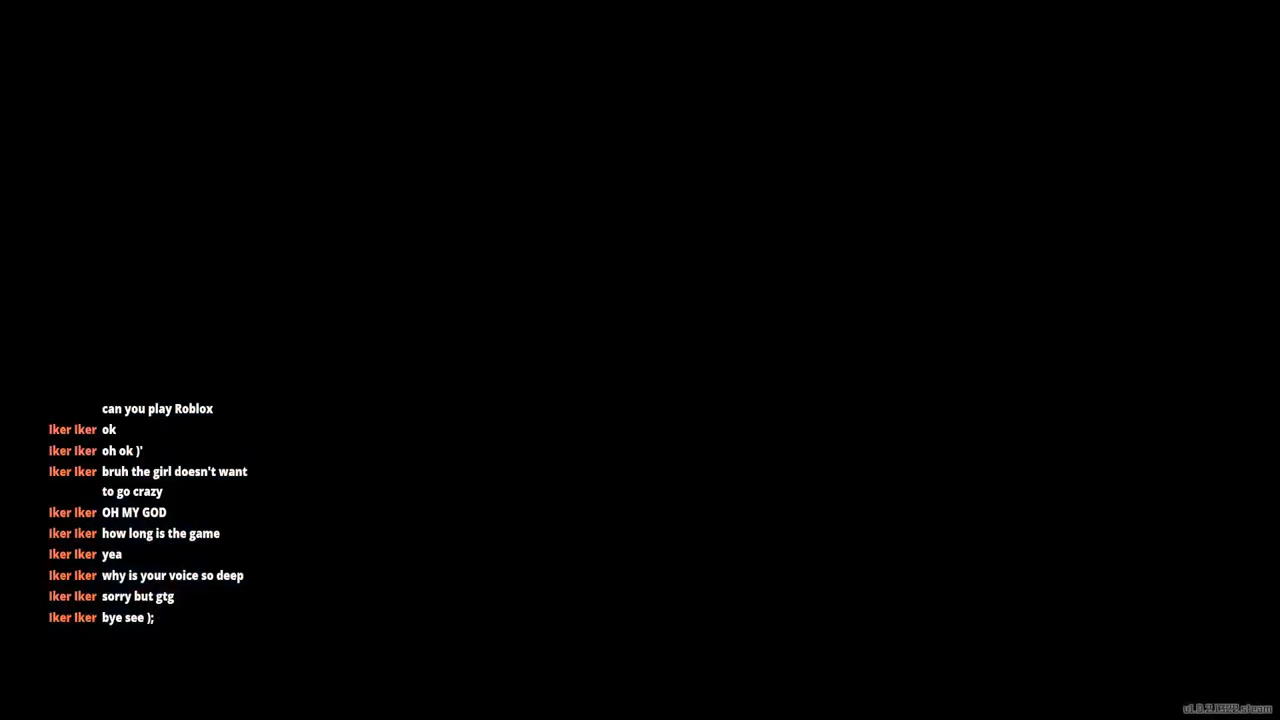 can you play Roblox
Iker Iker ok
Iker Iker oh ok )'
Iker Iker bruh the girl doesn't want
to go crazy
Iker Iker OH MY GOD
Iker Iker how long is the game
Iker Iker yea
Iker Iker why is your voice so deep
Iker Iker sorry but gtg
Iker Iker bye see );